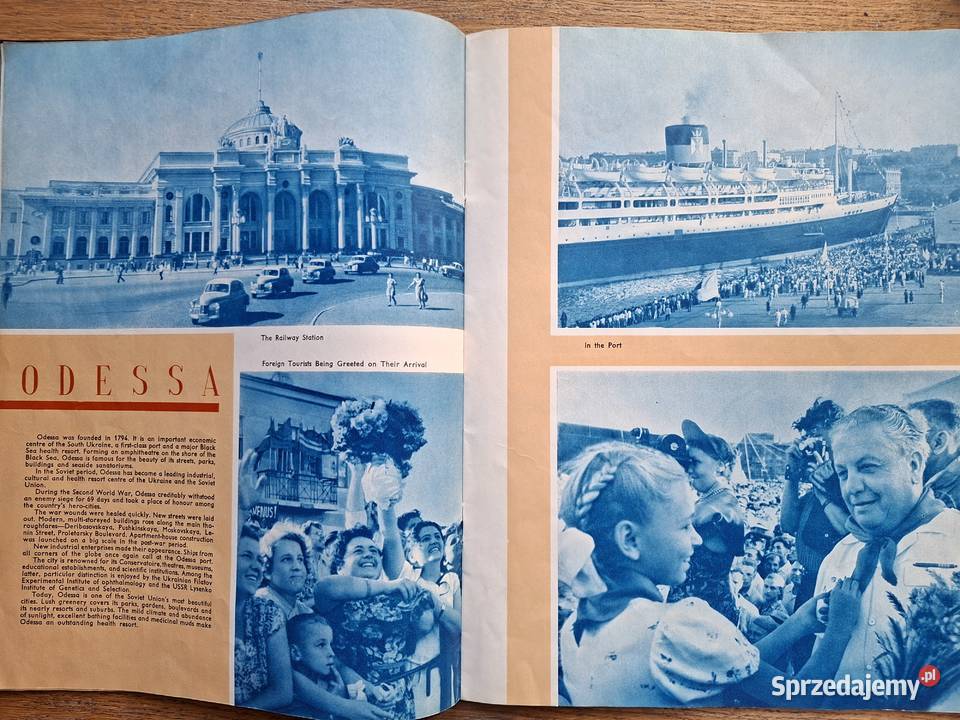 The Railway Station
Foreign Tourists Being Greeted on Their Arrival
ODESSA
Odessa was founded in 1794. It is an important economic
centre of the South Ukraine, a first-class port and a major Black
Sea health resort. Forming an amphitheatre on the shore of the
Black Sea, Odessa is famous for the beauty of its streets, parks,
buildings and seaside sanatoriums.
In the Soviet period, Odessa has become a leading industrial,
cultural and health resort centre of the Ukraine and the Soviet
Union.
During the Second World War, Odessa creditably withstood
an enemy siege for 69 days and took a place of honour among
the country's hero-cities.
The war wounds were healed quickly. New streets were laid
out. Modern, multi-storeyed buildings rose along the main tho-
roughfares—Deribasovskaya, Pushkinskaya, Moskovskaya, Le-
nin Street, Proletarsky Boulevard. Apartment-house construction
was launched on a big scale in the post-war period.
New industrial enterprises made their appearance. Ships from
all corners of the globe once again call at the Odessa port.
The city is renowned for its Conservatoire, theatres, museums,
educational establishments, and scientific institutions. Among the
latter, particular distinction is enjoyed by the Ukrainian Filatov
Experimental Institute of ophthalmology and the USSR Lysenko
Institute of Genetics and Selection.
Today, Odessa is one of the Soviet Union's most beautiful
cities. Lush greenery covers its parks, gardens, boulevards and
its nearly resorts and suburbs. The mild climate and abundance
of sunlight, excellent bathing facilities and medicinal muds make
Odessa an outstanding health resort.
In the Port
Sprzedajemy.pl